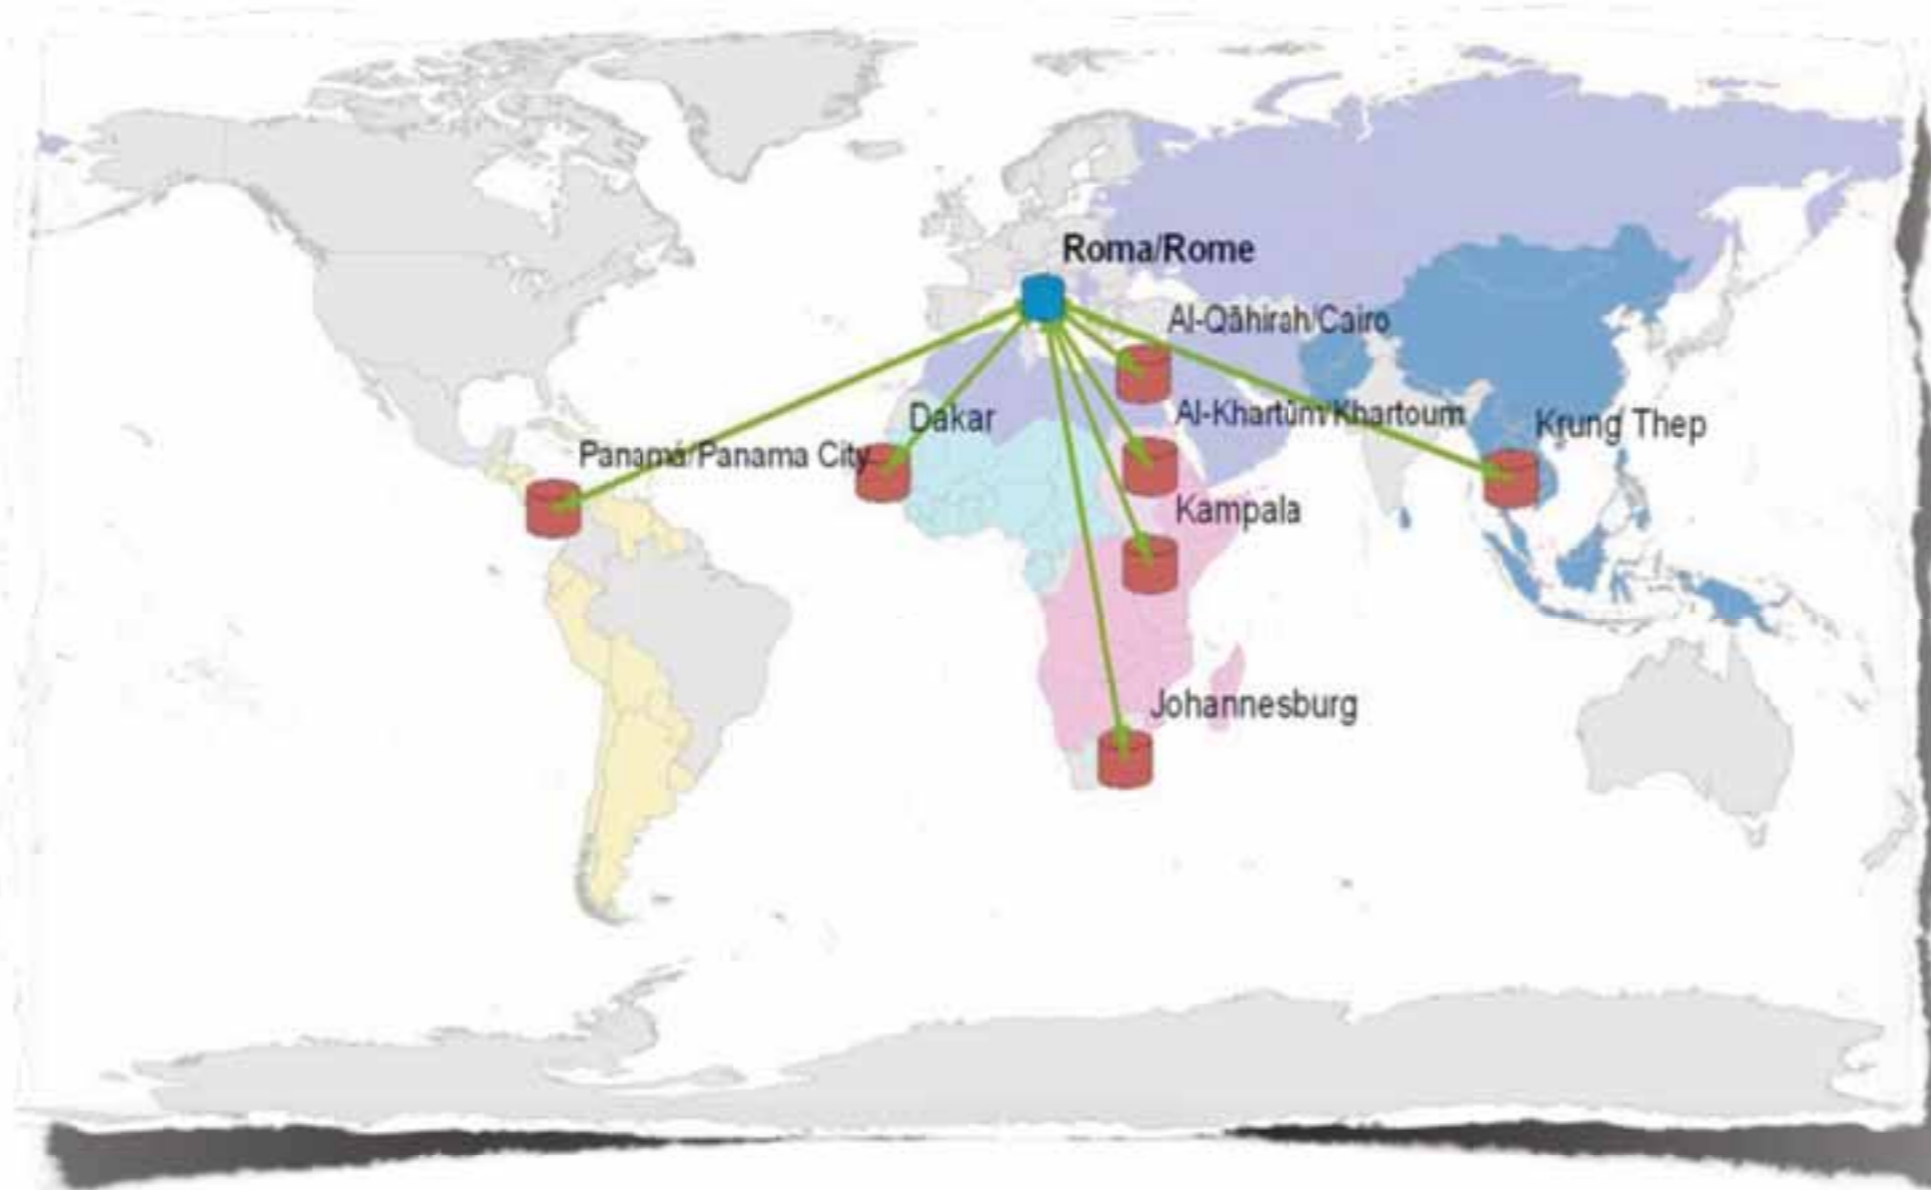 Roma/Rome
Al-Qāhirah/Cairo
Dakar
Al-Khartūm/Khartoum
Krung Thep
Panamá/Panama City
Kampala
Johannesburg